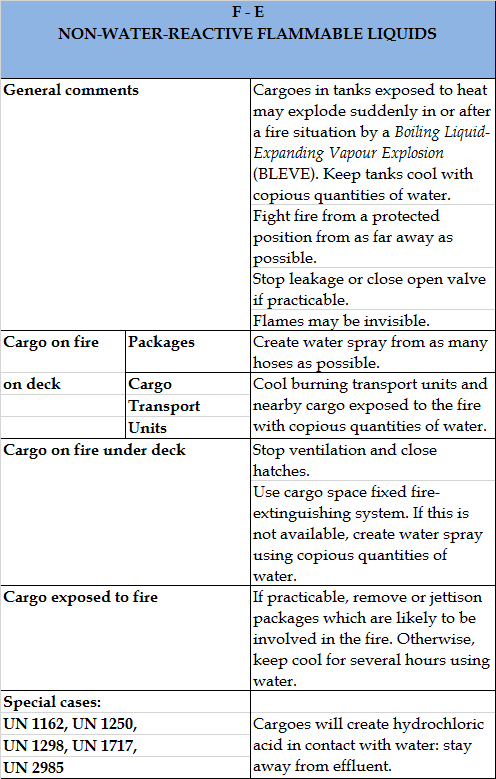 F - E
NON-WATER-REACTIVE FLAMMABLE LIQUIDS
General comments
Cargoes in tanks exposed to heat
may explode suddenly in or after
a fire situation by a Boiling Liquid-
Expanding Vapour Explosion
(BLEVE). Keep tanks cool with
copious quantities of water.
Fight fire from a protected
position from as far away as
possible.
Stop leakage or close open valve
if practicable.
Flames may be invisible.
Cargo on fire
on deck
Packages
Create water spray from as many
hoses as possible.
Cargo
Transport
Units
Cool burning transport units and
nearby cargo exposed to the fire
with copious quantities of water.
Cargo on fire under deck
Stop ventilation and close
hatches.
Use cargo space fixed fire-
extinguishing system. If this is
not available, create water spray
using copious quantities of
water.
Cargo exposed to fire
If practicable, remove or jettison
packages which are likely to be
involved in the fire. Otherwise,
keep cool for several hours using
water.
Special cases:
UN 1162, UN 1250,
UN 1298, UN 1717,
UN 2985
Cargoes will create hydrochloric
acid in contact with water: stay
away from effluent.